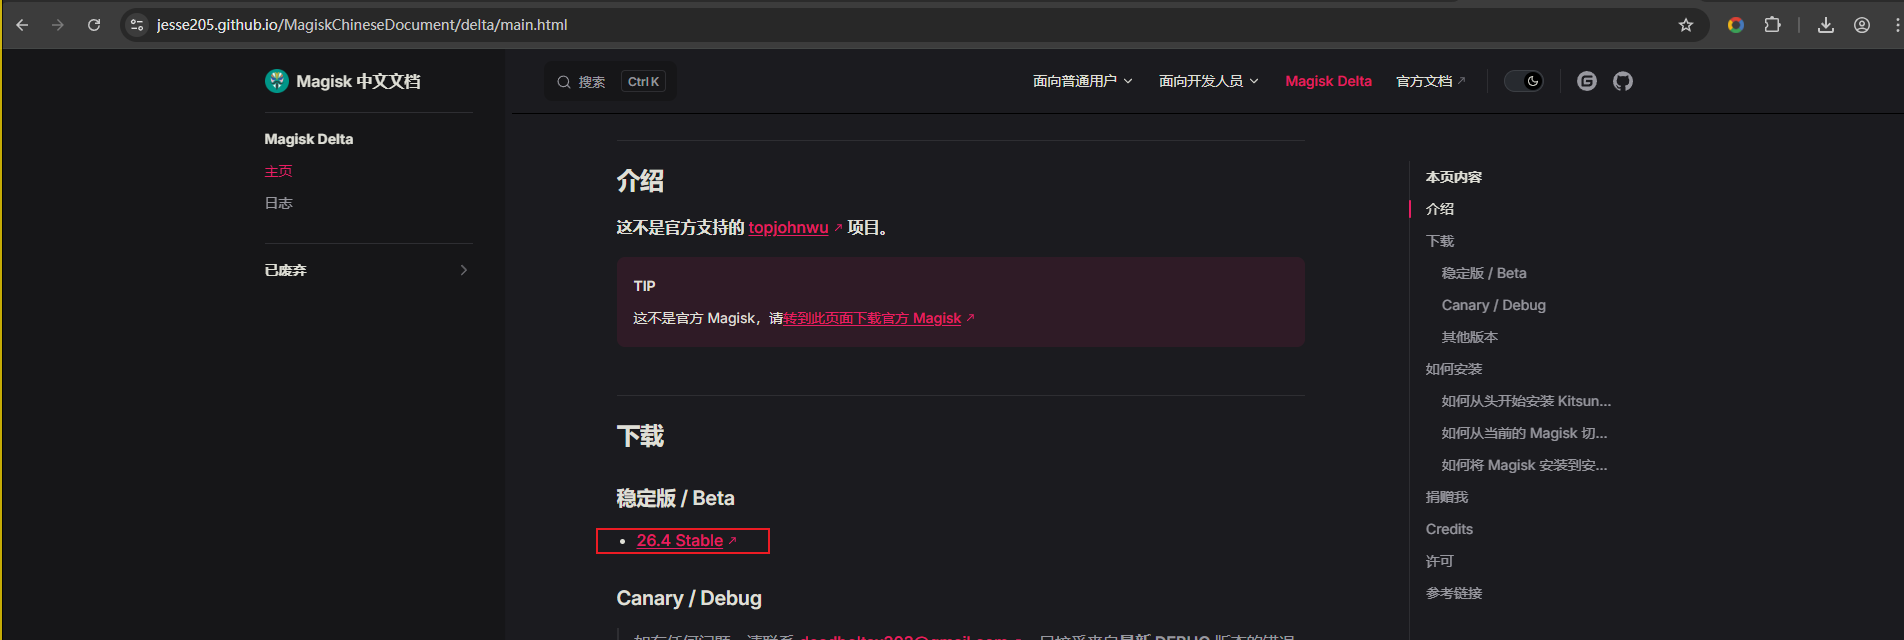 jesse205.github.io/MagiskChineseDocument/delta/main.html
Magisk 中文文档
搜索 Ctrl K
面向普通用户
面向开发人员
Magisk Delta
官方文档
Magisk Delta
主页
日志
已废弃
介绍
这不是官方支持的 topjohnwu 项目。
TIP
这不是官方 Magisk，请转到此页面下载官方 Magisk
下载
稳定版 / Beta
26.4 Stable
Canary / Debug
本页内容
介绍
下载
稳定版 / Beta
Canary / Debug
其他版本
如何安装
如何从头开始安装 Kitsun...
如何从当前的 Magisk 切...
如何将 Magisk 安装到安...
捐赠我
Credits
许可
参考链接